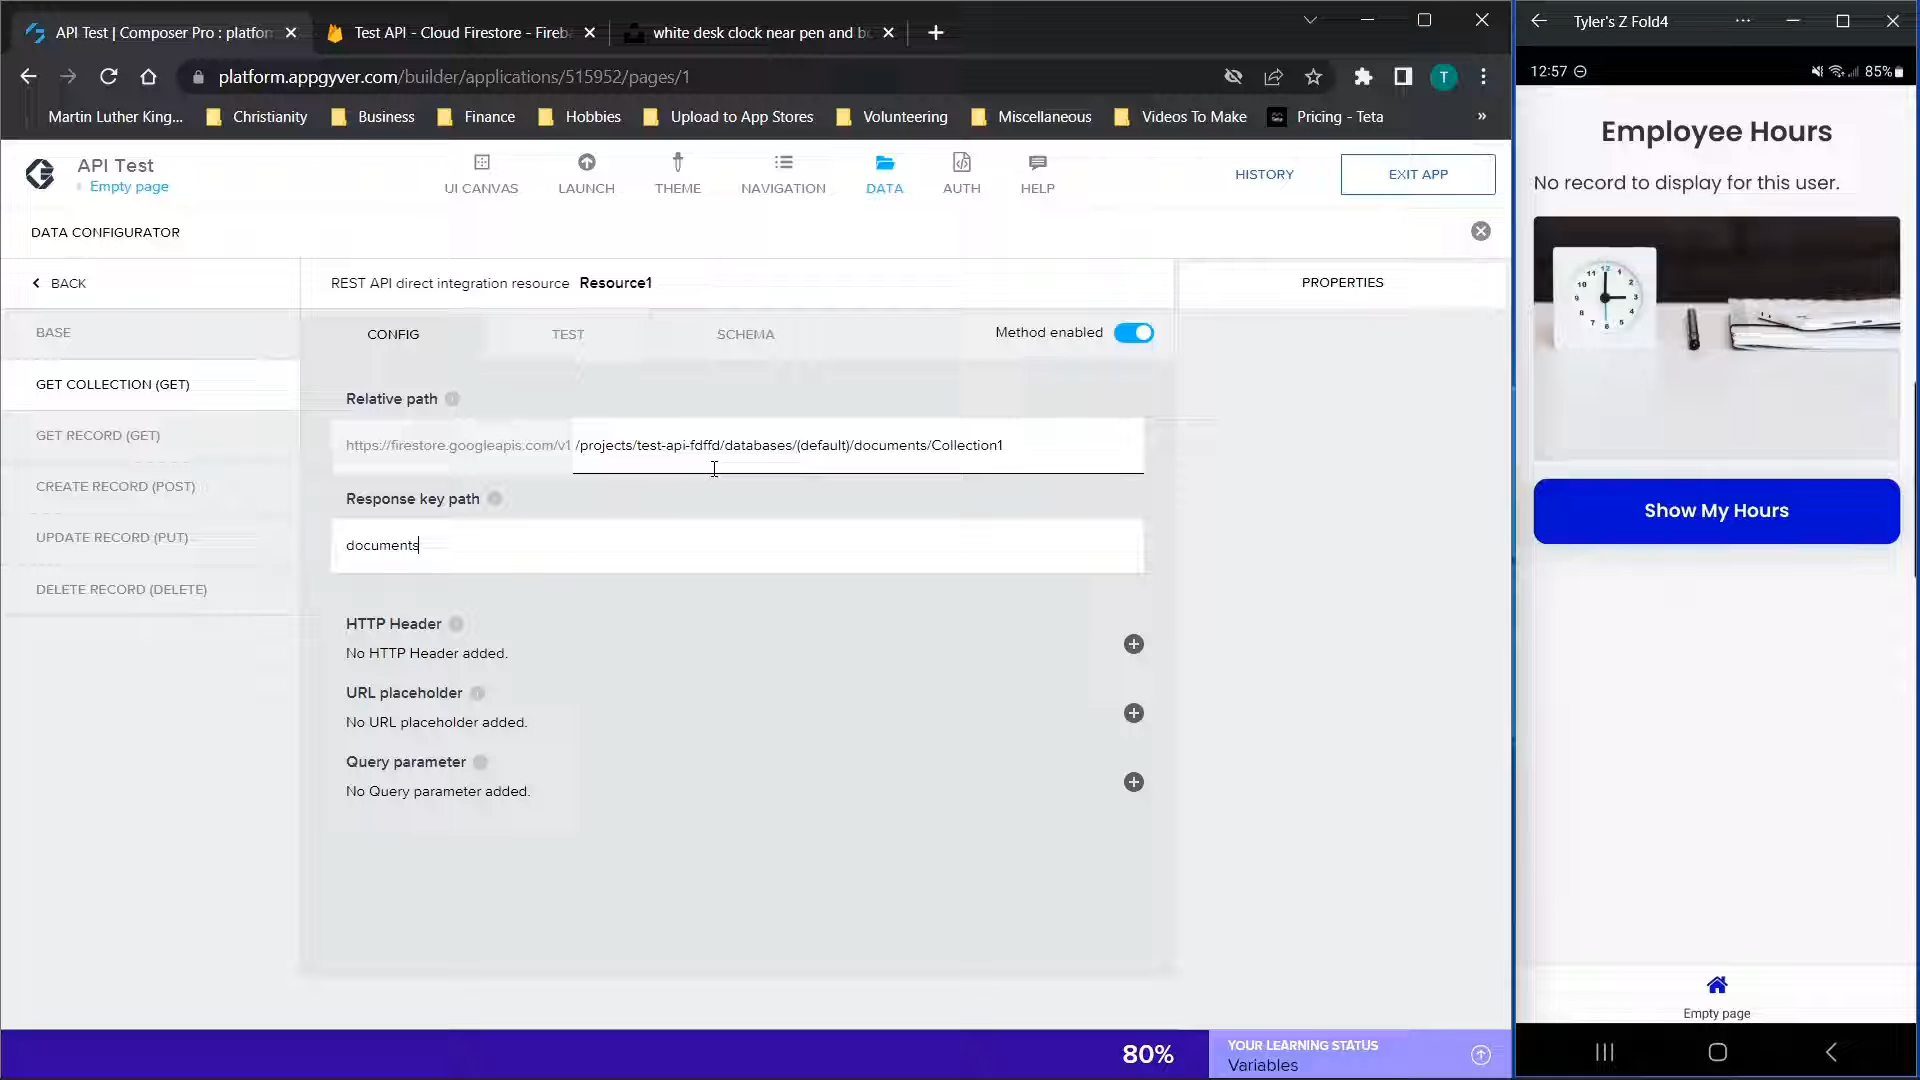 API Test | Composer Pro : platfor
Test API - Cloud Firestore - Fireb
white desk clock near pen and b
Tyler's Z Fold4
platform.appgyver.com/builder/applications/515952/pages/1
T
12:57
85%
Martin Luther King...
Christianity
Business
Finance
Hobbies
Upload to App Stores
Volunteering
Miscellaneous
Videos To Make
Pricing - Teta
»
API Test
Empty page
UI CANVAS
LAUNCH
THEME
NAVIGATION
DATA
AUTH
HELP
HISTORY
EXIT APP
DATA CONFIGURATOR
BACK
REST API direct integration resource Resource1
PROPERTIES
BASE
GET COLLECTION (GET)
GET RECORD (GET)
CREATE RECORD (POST)
UPDATE RECORD (PUT)
DELETE RECORD (DELETE)
CONFIG
TEST
SCHEMA
Method enabled
Relative path
https://firestore.googleapis.com/v1 /projects/test-api-fdffd/databases/(default)/documents/Collection1
Response key path
documents
HTTP Header
No HTTP Header added.
URL placeholder
No URL placeholder added.
Query parameter
No Query parameter added.
80%
YOUR LEARNING STATUS
Variables
Employee Hours
No record to display for this user.
Show My Hours
Empty page